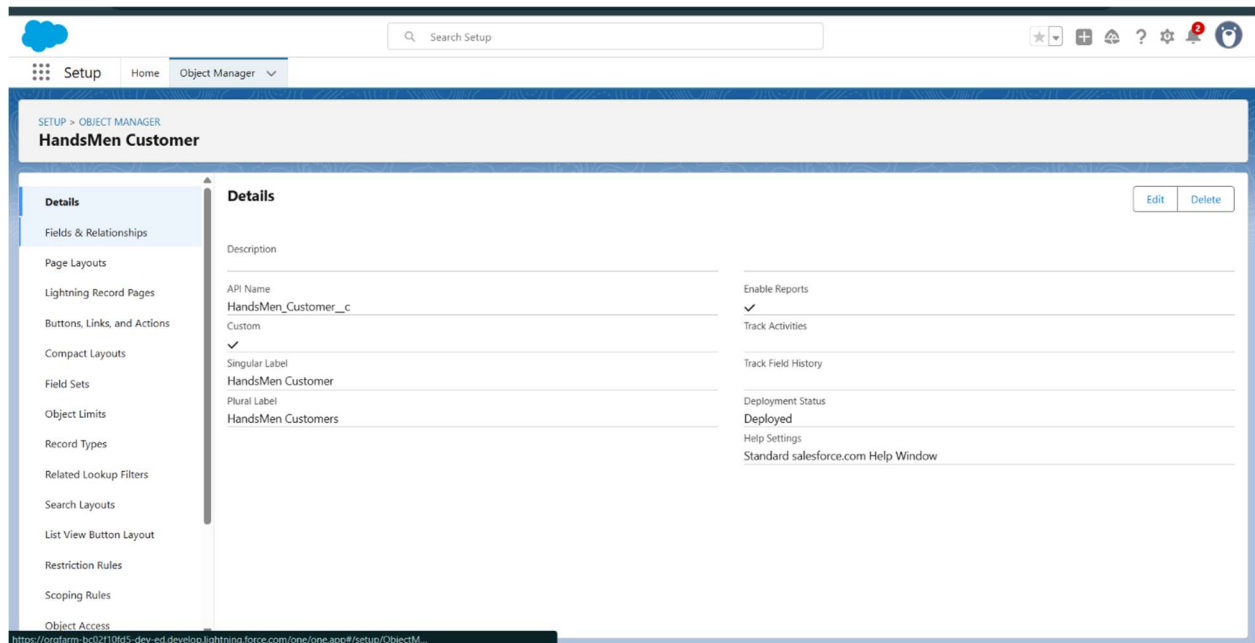 Search Setup
2
Setup
Home
Object Manager
SETUP > OBJECT MANAGER
HandsMen Customer
Details
Fields & Relationships
Page Layouts
Lightning Record Pages
Buttons, Links, and Actions
Compact Layouts
Field Sets
Object Limits
Record Types
Related Lookup Filters
Search Layouts
List View Button Layout
Restriction Rules
Scoping Rules
Object Access
Details
Edit
Delete
Description
API Name
HandsMen_Customer__c
Custom
Singular Label
HandsMen Customer
Plural Label
HandsMen Customers
Enable Reports
Track Activities
Track Field History
Deployment Status
Deployed
Help Settings
Standard salesforce.com Help Window
https://orgfarm-bc02f10fd5-dev-ed.develop.lightning.force.com/one/one.app#/setup/ObjectM...